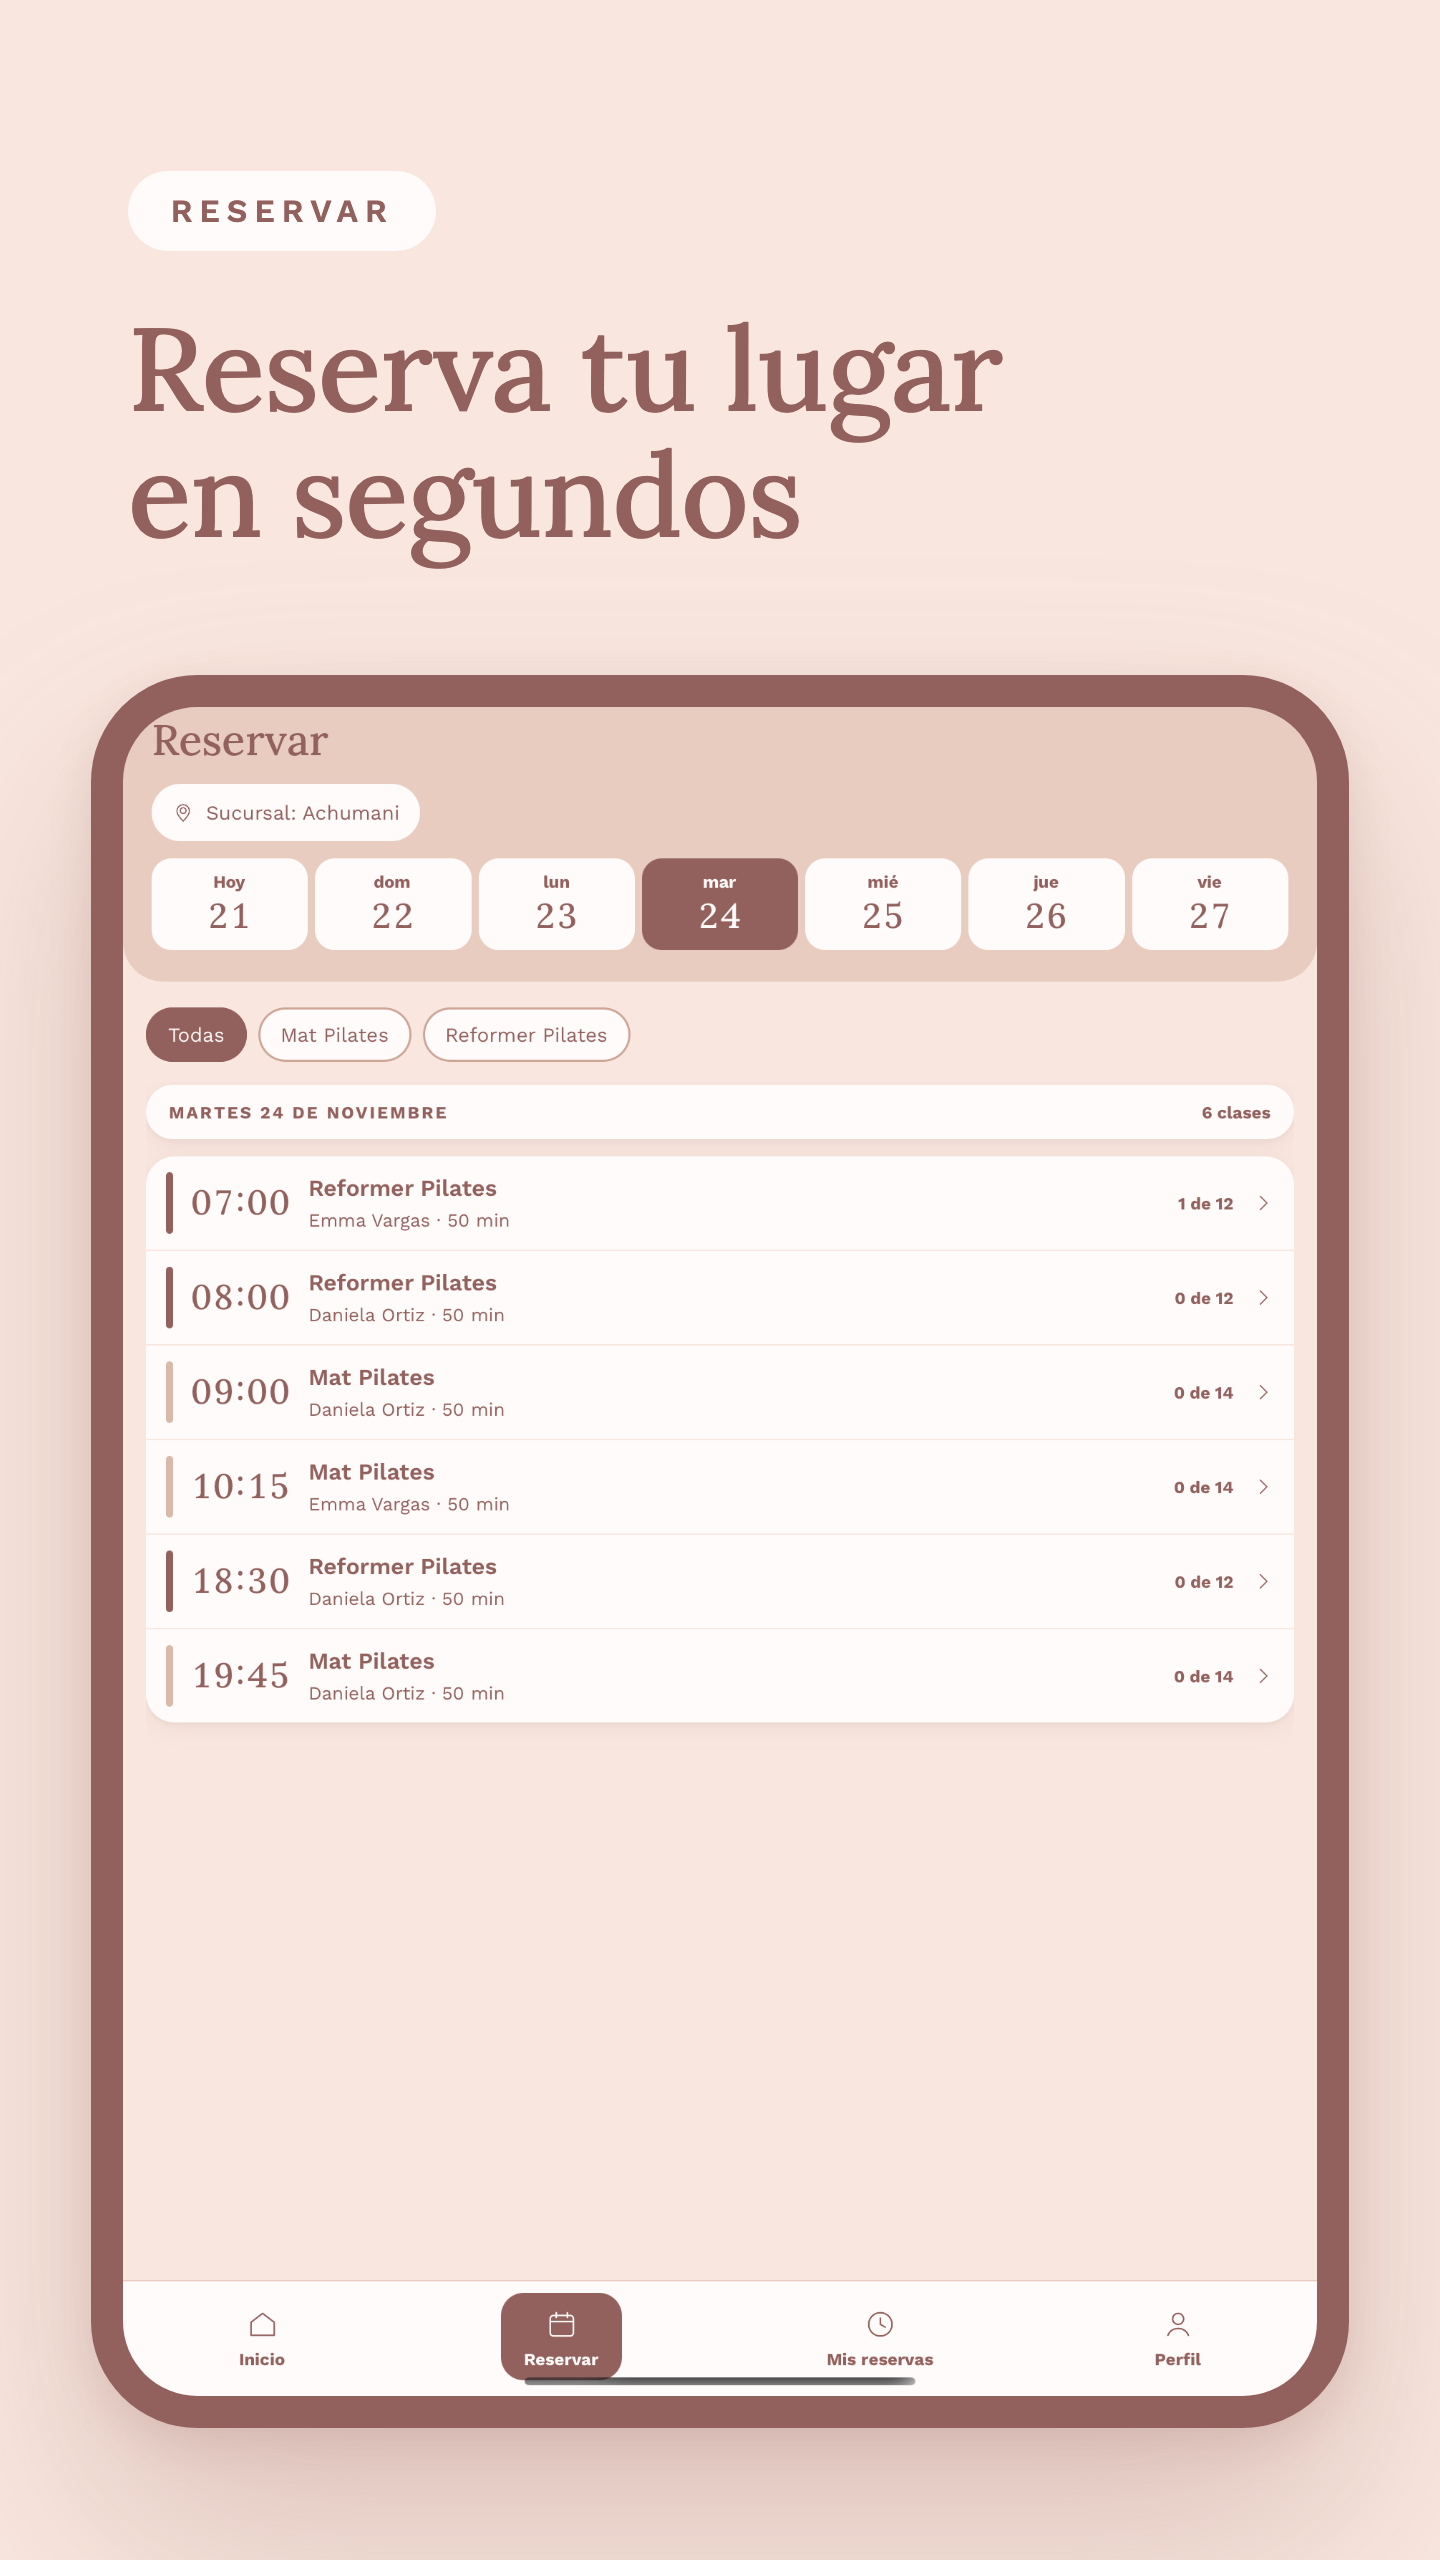 RESERVAR
Reserva tu lugar
en segundos
Reservar
Sucursal: Achumani
Hoy dom lun mar mié jue vie
21 22 23 24 25 26 27
Todas Mat Pilates Reformer Pilates
MARTES 24 DE NOVIEMBRE 6 clases
07:00 Reformer Pilates 1 de 12
Emma Vargas · 50 min
08:00 Reformer Pilates 0 de 12
Daniela Ortiz · 50 min
09:00 Mat Pilates 0 de 14
Daniela Ortiz · 50 min
10:15 Mat Pilates 0 de 14
Emma Vargas · 50 min
18:30 Reformer Pilates 0 de 12
Daniela Ortiz · 50 min
19:45 Mat Pilates 0 de 14
Daniela Ortiz · 50 min
Inicio Reservar Mis reservas Perfil